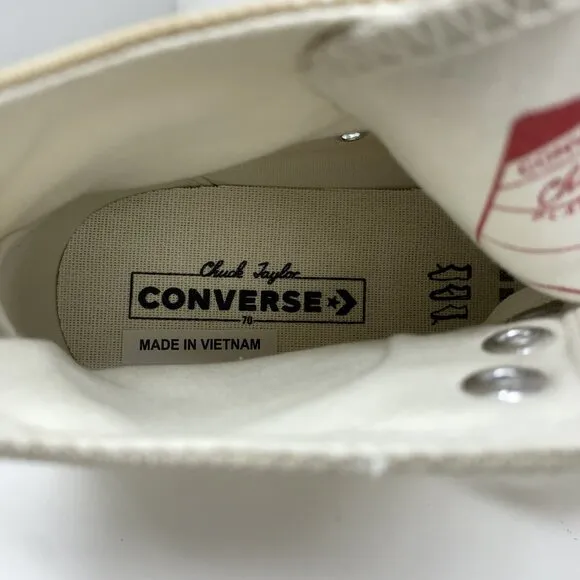 Chuck Taylor
CONVERSE
70
MADE IN VIETNAM